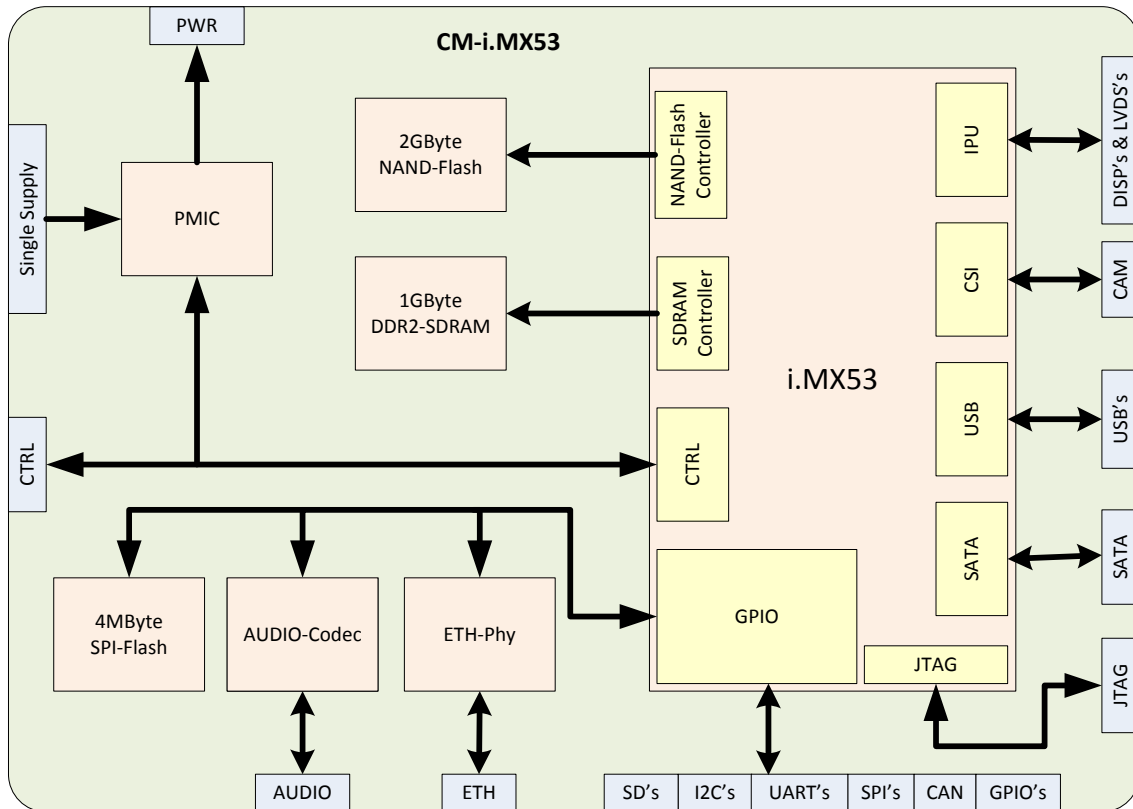 PWR
CM-i.MX53
Single Supply
PMIC
2GByte
NAND-Flash
NAND-Flash
Controller
IPU
DISP's & LVDS's
1GByte
DDR2-SDRAM
SDRAM
Controller
CSI
CAM
i.MX53
USB
USB's
CTRL
CTRL
SATA
SATA
4MByte
SPI-Flash
AUDIO-Codec
ETH-Phy
GPIO
JTAG
JTAG
AUDIO
ETH
SD's
I2C's
UART's
SPI's
CAN
GPIO's